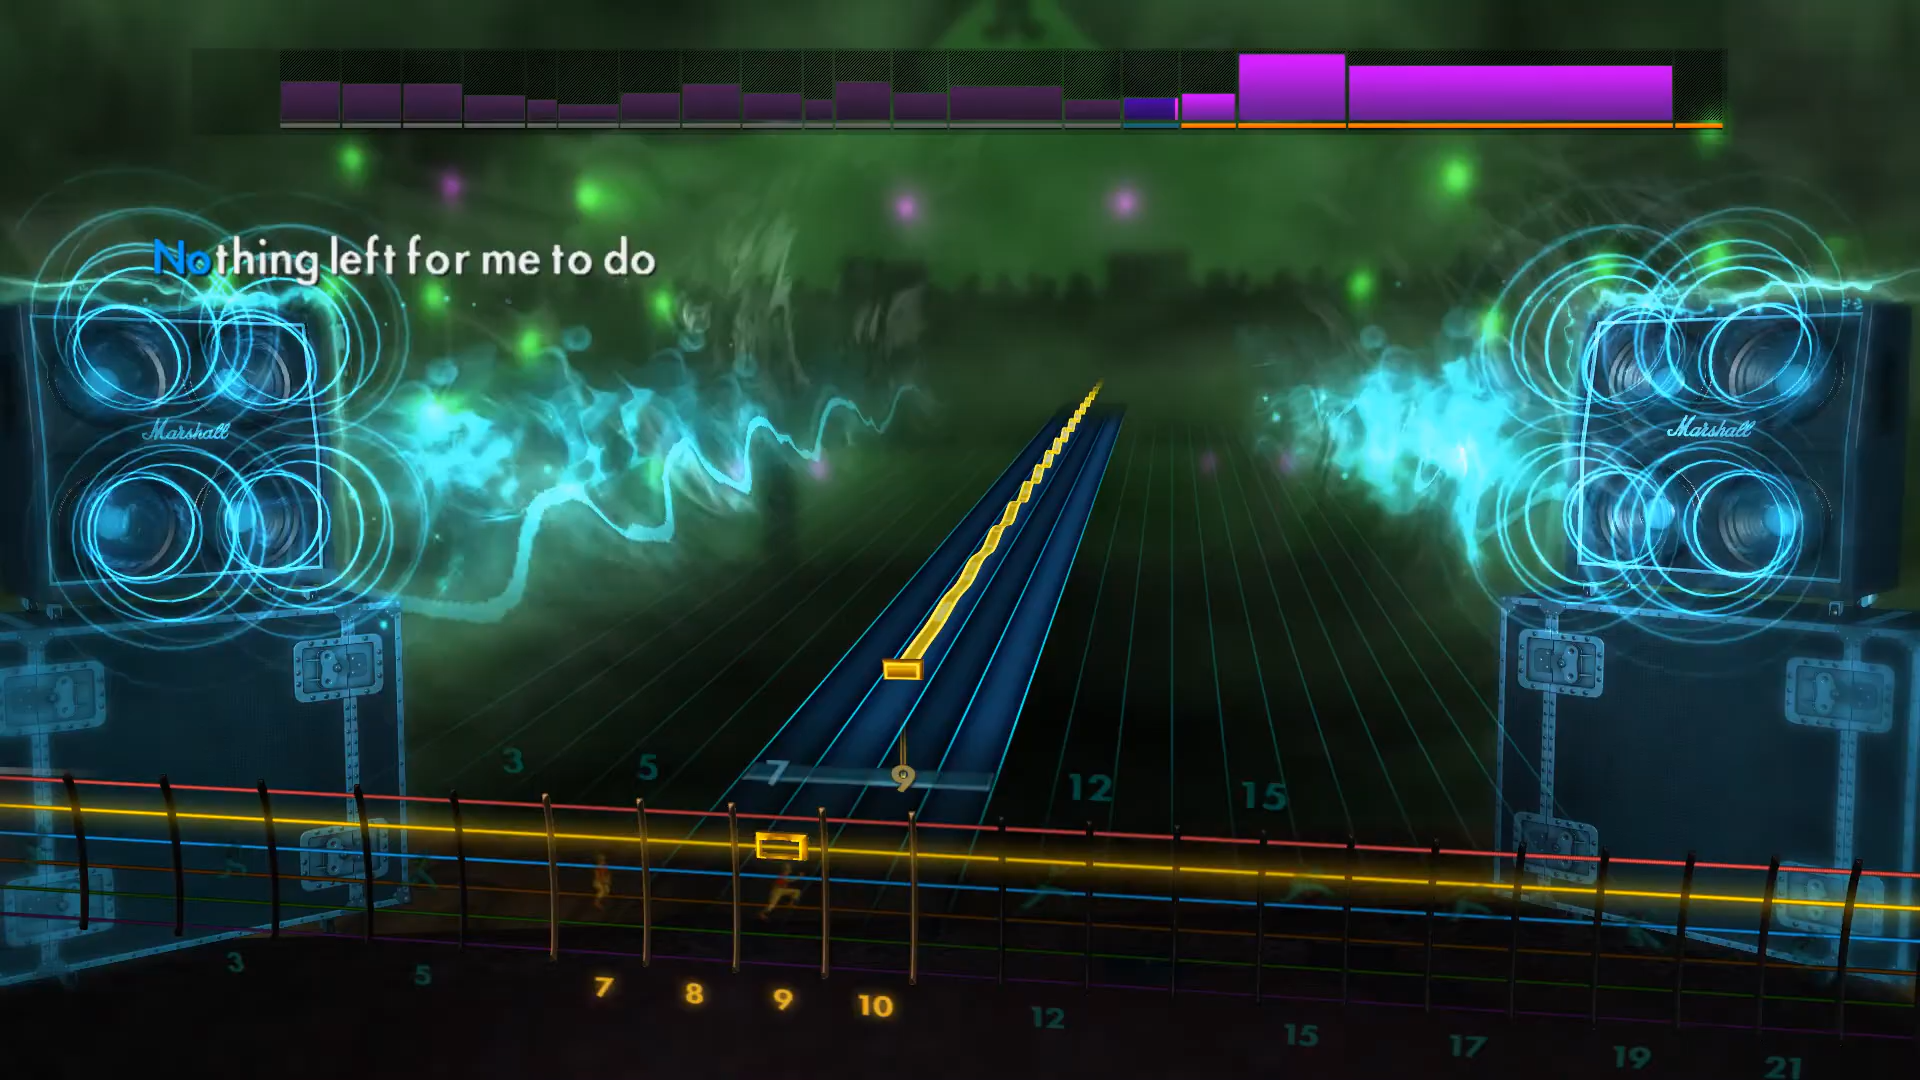 Nothing left for me to do
Marshall
Marshall
3 5 7 9 12 15
3 5 7 8 9 10 12 15 17 19 21